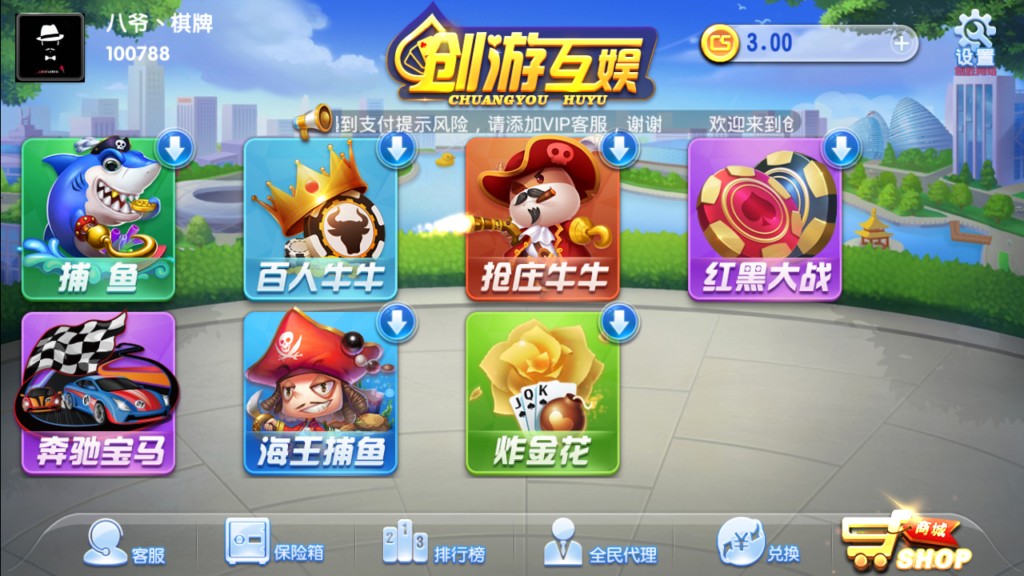 八爷、棋牌
100788
创游互娱
CHUANGYOU HUYU
CS
3.00
设置
到支付提示风险，请添加VIP客服，谢谢 欢迎来到创
捕鱼
百人牛牛
抢庄牛牛
红黑大战
奔驰宝马
海王捕鱼
J Q K
炸金花
客服
保险箱
2 1 3
排行榜
全民代理
¥
兑换
商城
SHOP